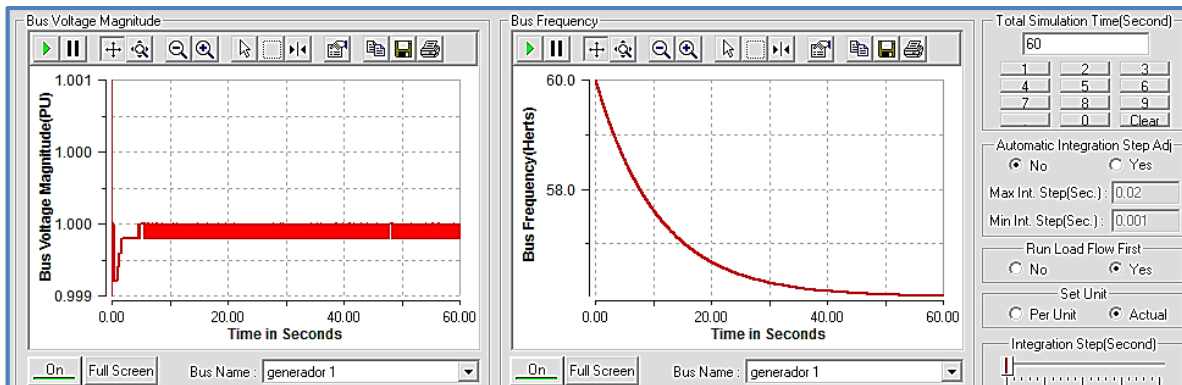 Bus Voltage Magnitude
1.001
1.000
1.000
0.999
Bus Voltage Magnitude(PU)
0.00 20.00 40.00 60.00
Time in Seconds
On Full Screen Bus Name : generador 1
Bus Frequency
60.0
58.0
Bus Frequency(Herts)
0.00 20.00 40.00 60.00
Time in Seconds
On Full Screen Bus Name : generador 1
Total Simulation Time(Second)
60
1 2 3
4 5 6
7 8 9
. 0 Clear
Automatic Integration Step Adj
No Yes
Max Int. Step(Sec.) : 0.02
Min Int. Step(Sec.) : 0.001
Run Load Flow First
No Yes
Set Unit
Per Unit Actual
Integration Step(Second)